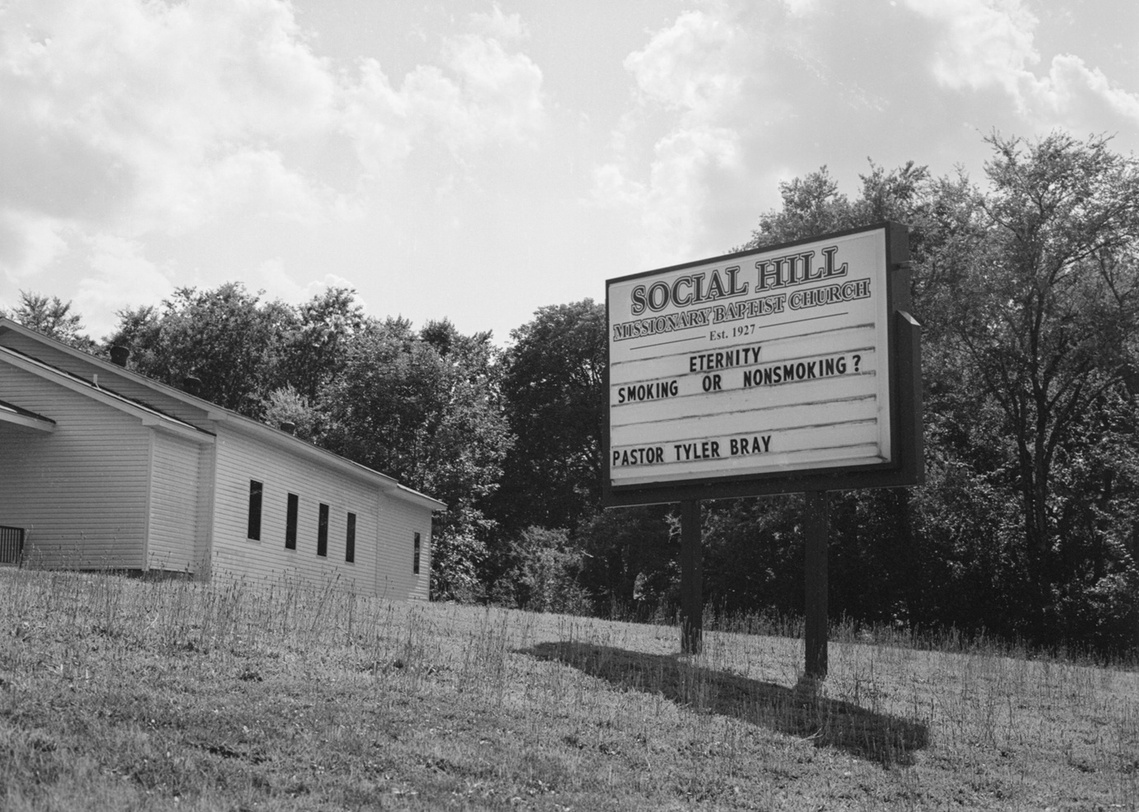 SOCIAL HILL
MISSIONARY BAPTIST CHURCH
Est. 1927
ETERNITY
SMOKING OR NONSMOKING?
PASTOR TYLER BRAY